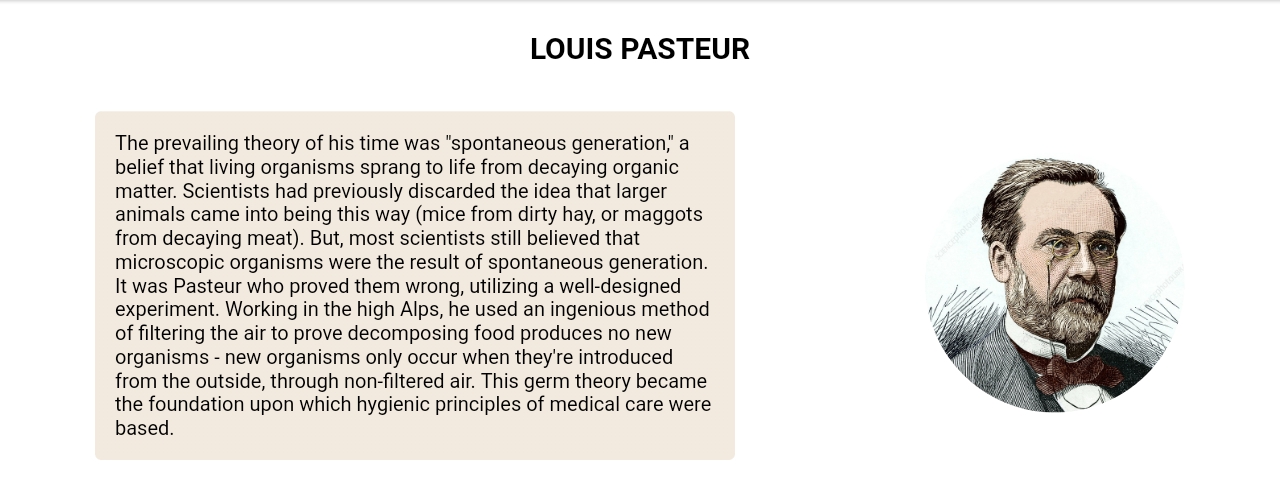 LOUIS PASTEUR
The prevailing theory of his time was "spontaneous generation," a
belief that living organisms sprang to life from decaying organic
matter. Scientists had previously discarded the idea that larger
animals came into being this way (mice from dirty hay, or maggots
from decaying meat). But, most scientists still believed that
microscopic organisms were the result of spontaneous generation.
It was Pasteur who proved them wrong, utilizing a well-designed
experiment. Working in the high Alps, he used an ingenious method
of filtering the air to prove decomposing food produces no new
organisms - new organisms only occur when they're introduced
from the outside, through non-filtered air. This germ theory became
the foundation upon which hygienic principles of medical care were
based.